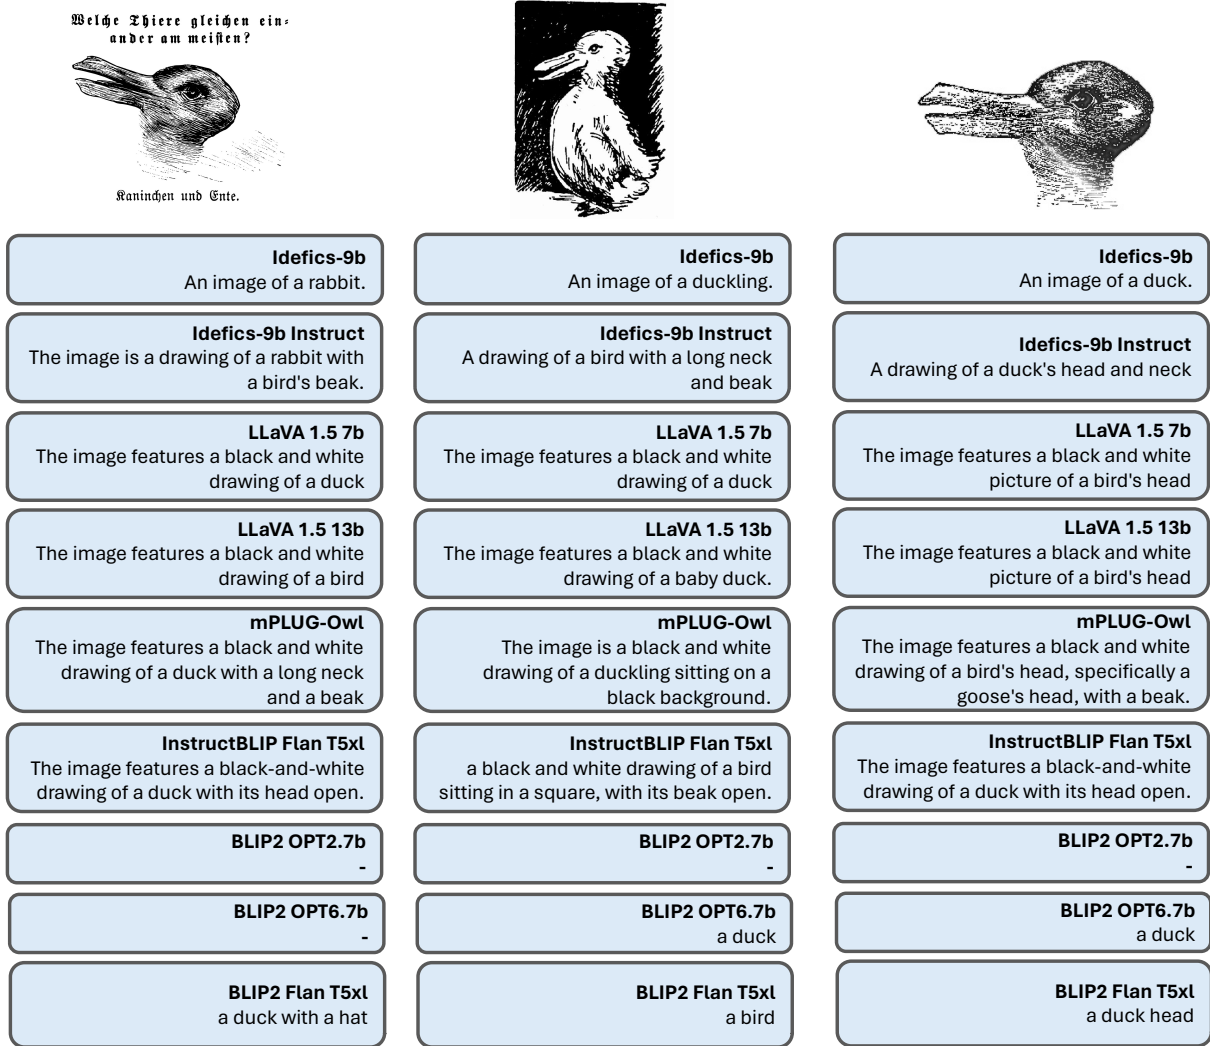 Welche Thiere gleichen ein-
ander am meisten?
Kaninchen und Ente.
Idefics-9b
An image of a rabbit.
Idefics-9b Instruct
The image is a drawing of a rabbit with
a bird's beak.
LLaVA 1.5 7b
The image features a black and white
drawing of a duck
LLaVA 1.5 13b
The image features a black and white
drawing of a bird
mPLUG-Owl
The image features a black and white
drawing of a duck with a long neck
and a beak
InstructBLIP Flan T5xl
The image features a black-and-white
drawing of a duck with its head open.
BLIP2 OPT2.7b
-
BLIP2 OPT6.7b
-
BLIP2 Flan T5xl
a duck with a hat
Idefics-9b
An image of a duckling.
Idefics-9b Instruct
A drawing of a bird with a long neck
and beak
LLaVA 1.5 7b
The image features a black and white
drawing of a duck
LLaVA 1.5 13b
The image features a black and white
drawing of a baby duck.
mPLUG-Owl
The image is a black and white
drawing of a duckling sitting on a
black background.
InstructBLIP Flan T5xl
a black and white drawing of a bird
sitting in a square, with its beak open.
BLIP2 OPT2.7b
-
BLIP2 OPT6.7b
a duck
BLIP2 Flan T5xl
a bird
Idefics-9b
An image of a duck.
Idefics-9b Instruct
A drawing of a duck's head and neck
LLaVA 1.5 7b
The image features a black and white
picture of a bird's head
LLaVA 1.5 13b
The image features a black and white
picture of a bird's head
mPLUG-Owl
The image features a black and white
drawing of a bird's head, specifically a
goose's head, with a beak.
InstructBLIP Flan T5xl
The image features a black-and-white
drawing of a duck with its head open.
BLIP2 OPT2.7b
-
BLIP2 OPT6.7b
a duck
BLIP2 Flan T5xl
a duck head